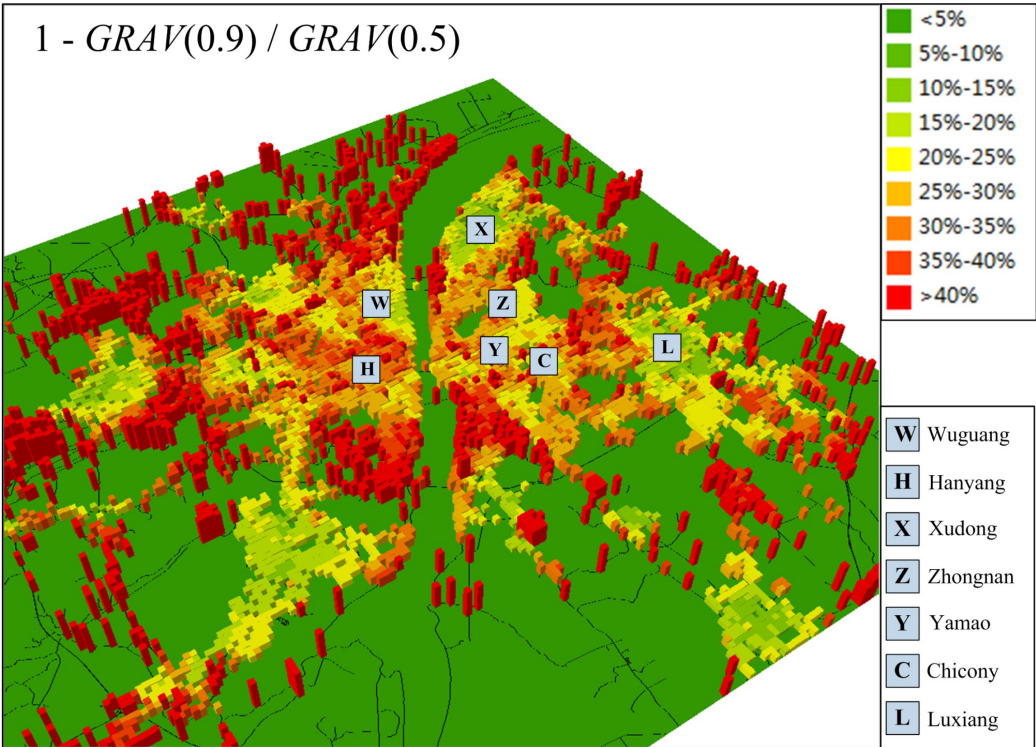 1 - GRAV(0.9) / GRAV(0.5)
<5%
5%-10%
10%-15%
15%-20%
20%-25%
25%-30%
30%-35%
35%-40%
>40%
X
W
Z
Y
L
H
C
W Wuguang
H Hanyang
X Xudong
Z Zhongnan
Y Yamao
C Chicony
L Luxiang